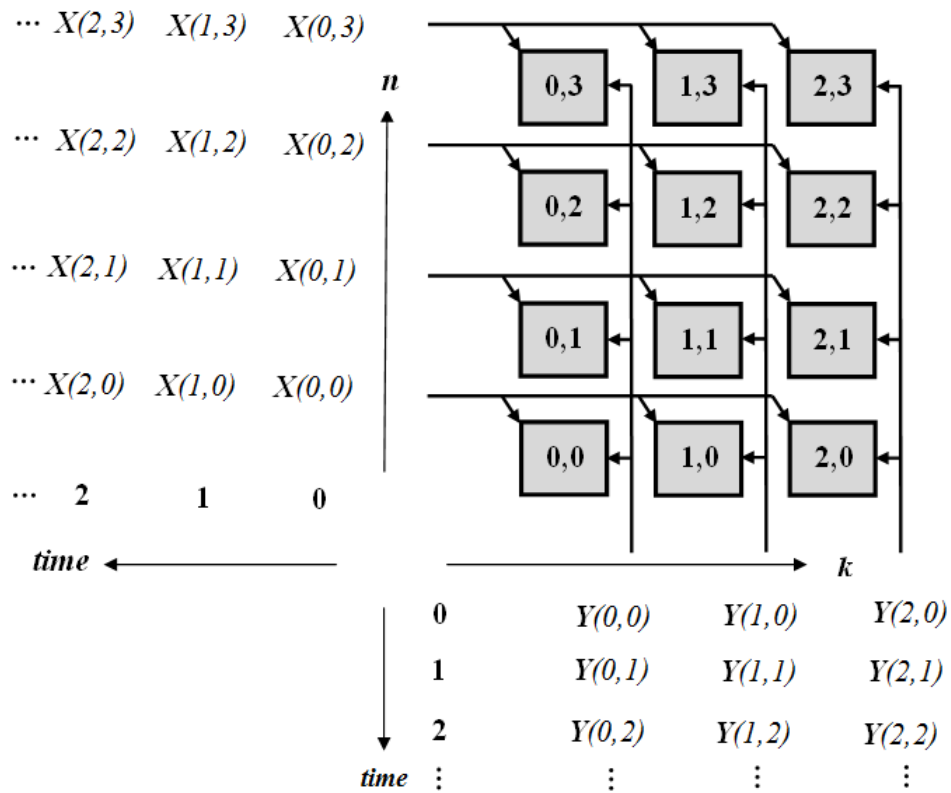 ··· X(2,3) X(1,3) X(0,3)
0,3 1,3 2,3
n
··· X(2,2) X(1,2) X(0,2)
0,2 1,2 2,2
··· X(2,1) X(1,1) X(0,1)
0,1 1,1 2,1
··· X(2,0) X(1,0) X(0,0)
0,0 1,0 2,0
··· 2 1 0
time
k
0 Y(0,0) Y(1,0) Y(2,0)
1 Y(0,1) Y(1,1) Y(2,1)
2 Y(0,2) Y(1,2) Y(2,2)
time ⋮ ⋮ ⋮ ⋮